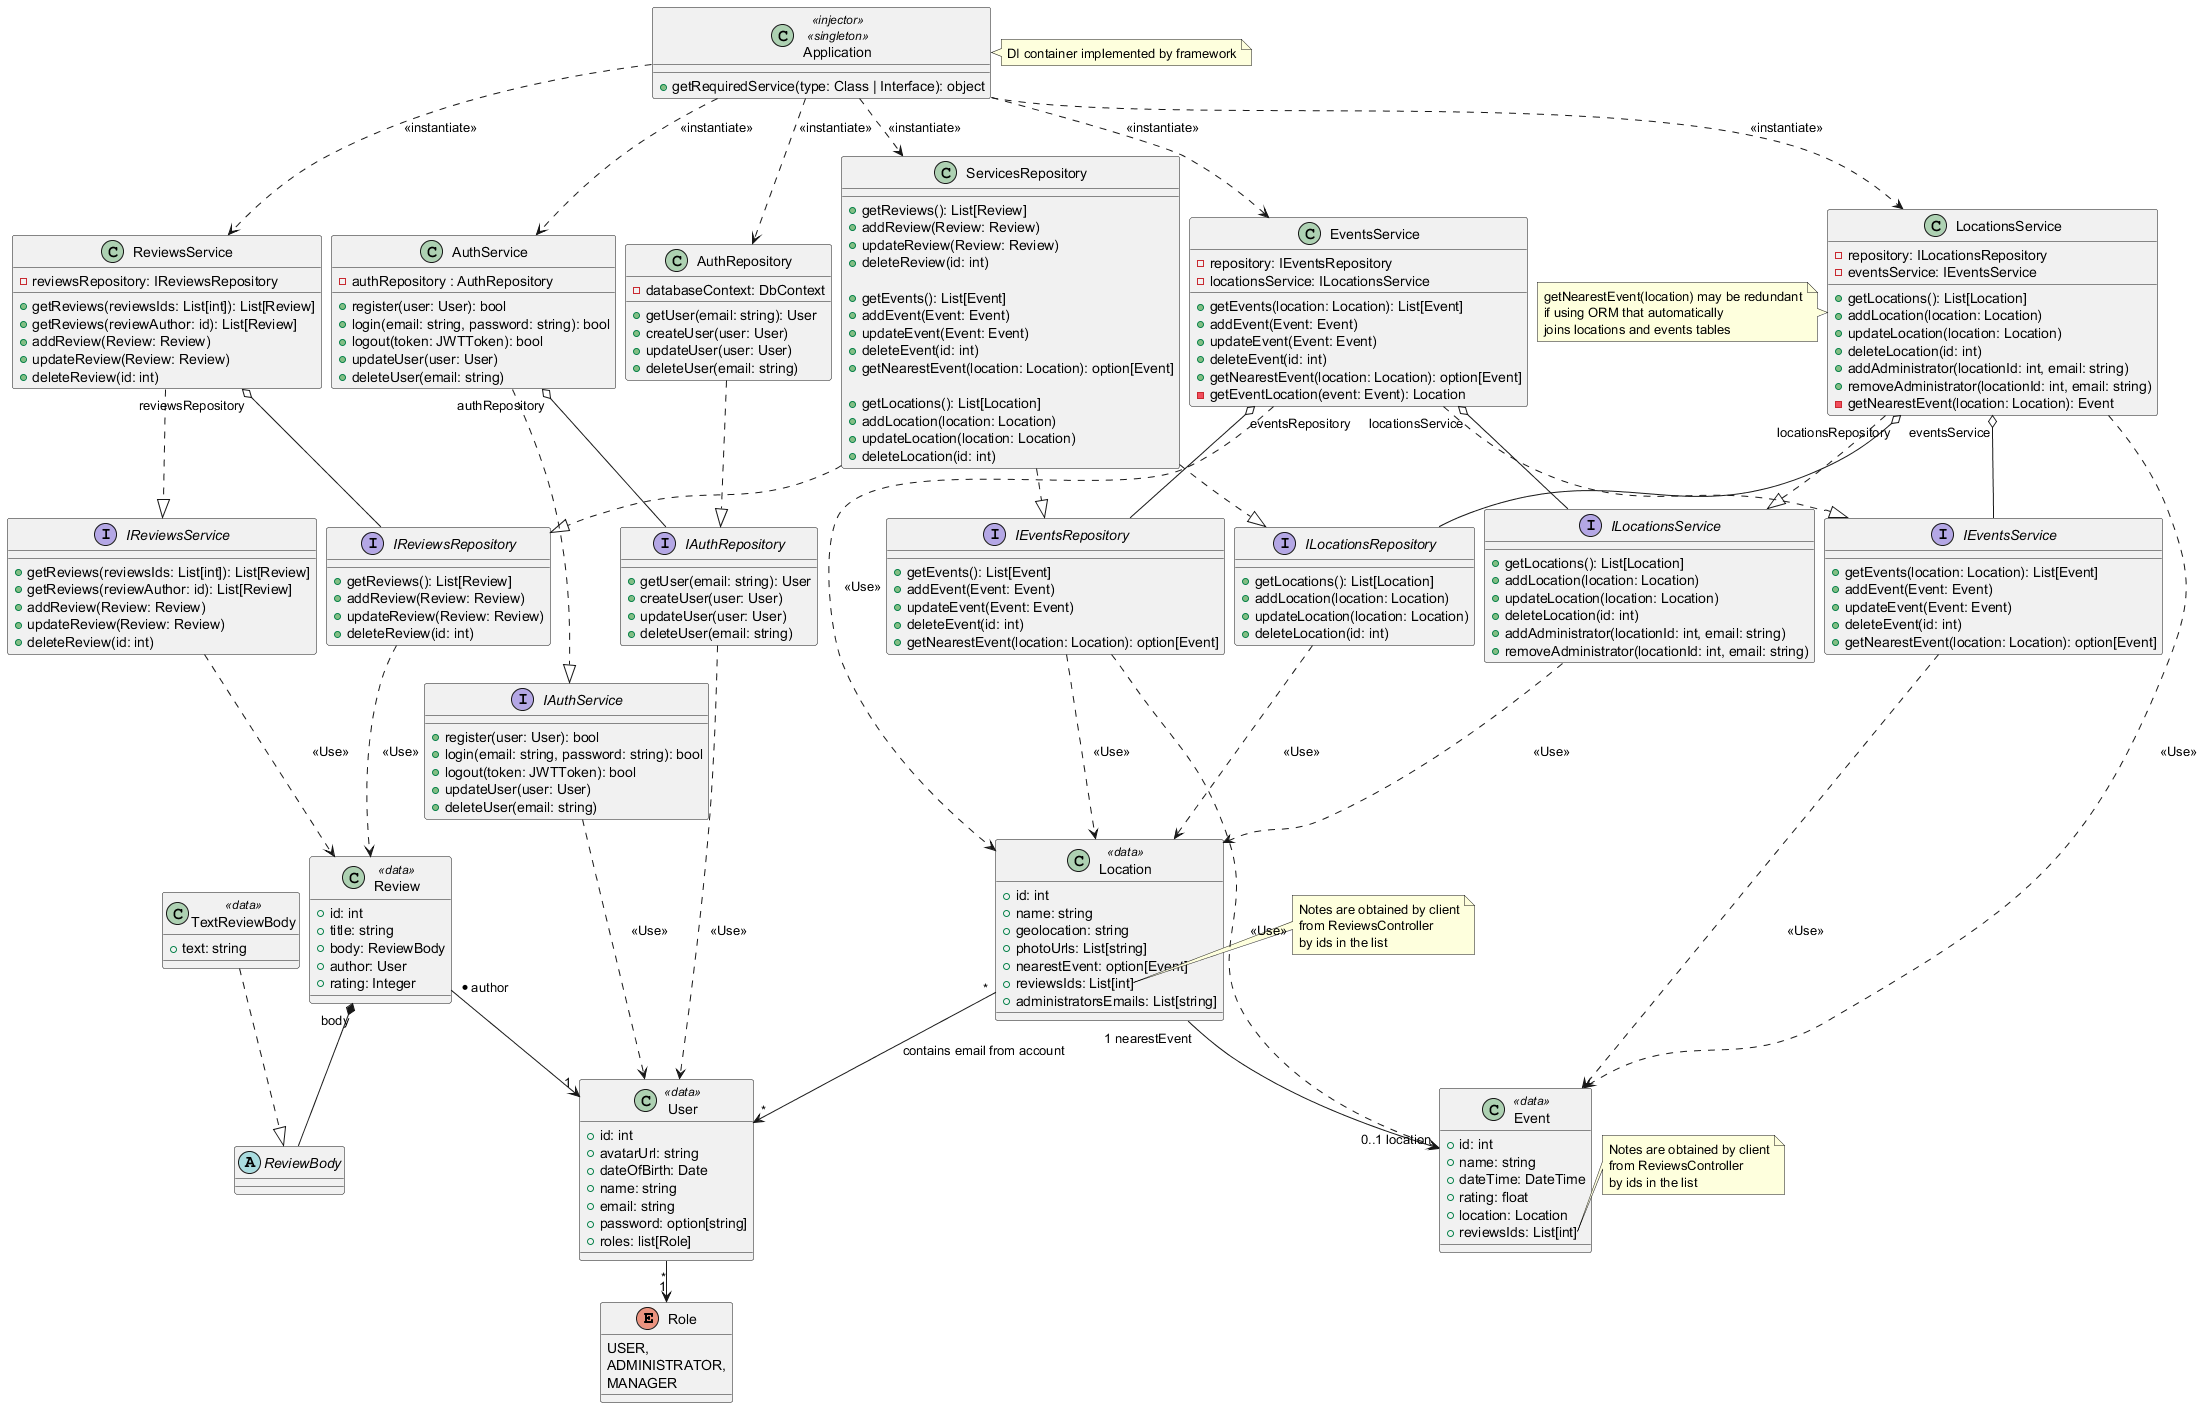 «injector»
«singleton»
Application
getRequiredService(type: Class | Interface): object
DI container implemented by framework
«instantiate»
«instantiate»
«instantiate»
«instantiate»
«instantiate»
«instantiate»
ReviewsService
reviewsRepository: IReviewsRepository
getReviews(reviewsIds: List[int]): List[Review]
getReviews(reviewAuthor: id): List[Review]
addReview(Review: Review)
updateReview(Review: Review)
deleteReview(id: int)
AuthService
authRepository : AuthRepository
register(user: User): bool
login(email: string, password: string): bool
logout(token: JWTToken): bool
updateUser(user: User)
deleteUser(email: string)
AuthRepository
databaseContext: DbContext
getUser(email: string): User
createUser(user: User)
updateUser(user: User)
deleteUser(email: string)
ServicesRepository
getReviews(): List[Review]
addReview(Review: Review)
updateReview(Review: Review)
deleteReview(id: int)
getEvents(): List[Event]
addEvent(Event: Event)
updateEvent(Event: Event)
deleteEvent(id: int)
getNearestEvent(location: Location): option[Event]
getLocations(): List[Location]
addLocation(location: Location)
updateLocation(location: Location)
deleteLocation(id: int)
EventsService
repository: IEventsRepository
locationsService: ILocationsService
getEvents(location: Location): List[Event]
addEvent(Event: Event)
updateEvent(Event: Event)
deleteEvent(id: int)
getNearestEvent(location: Location): option[Event]
getEventLocation(event: Event): Location
getNearestEvent(location) may be redundant
if using ORM that automatically
joins locations and events tables
LocationsService
repository: ILocationsRepository
eventsService: IEventsService
getLocations(): List[Location]
addLocation(location: Location)
updateLocation(location: Location)
deleteLocation(id: int)
addAdministrator(locationId: int, email: string)
removeAdministrator(locationId: int, email: string)
getNearestEvent(location: Location): Event
reviewsRepository
authRepository
eventsRepository
locationsService
locationsRepository
eventsService
IReviewsService
getReviews(reviewsIds: List[int]): List[Review]
getReviews(reviewAuthor: id): List[Review]
addReview(Review: Review)
updateReview(Review: Review)
deleteReview(id: int)
IReviewsRepository
getReviews(): List[Review]
addReview(Review: Review)
updateReview(Review: Review)
deleteReview(id: int)
IAuthRepository
getUser(email: string): User
createUser(user: User)
updateUser(user: User)
deleteUser(email: string)
«Use»
IEventsRepository
getEvents(): List[Event]
addEvent(Event: Event)
updateEvent(Event: Event)
deleteEvent(id: int)
getNearestEvent(location: Location): option[Event]
ILocationsRepository
getLocations(): List[Location]
addLocation(location: Location)
updateLocation(location: Location)
deleteLocation(id: int)
ILocationsService
getLocations(): List[Location]
addLocation(location: Location)
updateLocation(location: Location)
deleteLocation(id: int)
addAdministrator(locationId: int, email: string)
removeAdministrator(locationId: int, email: string)
IEventsService
getEvents(location: Location): List[Event]
addEvent(Event: Event)
updateEvent(Event: Event)
deleteEvent(id: int)
getNearestEvent(location: Location): option[Event]
IAuthService
register(user: User): bool
login(email: string, password: string): bool
logout(token: JWTToken): bool
updateUser(user: User)
deleteUser(email: string)
«Use»
«Use»
«Use»
«Use»
«Use»
«Use»
«data»
TextReviewBody
text: string
«data»
Review
id: int
title: string
body: ReviewBody
author: User
rating: Integer
«Use»
«Use»
«data»
Location
id: int
name: string
geolocation: string
photoUrls: List[string]
nearestEvent: option[Event]
reviewsIds: List[int]
administratorsEmails: List[string]
«Use»
Notes are obtained by client
from ReviewsController
by ids in the list
«Use»
* author
body
*
contains email from account
1 nearestEvent
1
*
0..1 location
ReviewBody
«data»
User
id: int
avatarUrl: string
dateOfBirth: Date
name: string
email: string
password: option[string]
roles: list[Role]
«data»
Event
id: int
name: string
dateTime: DateTime
rating: float
location: Location
reviewsIds: List[int]
Notes are obtained by client
from ReviewsController
by ids in the list
*
1
Role
USER,
ADMINISTRATOR,
MANAGER